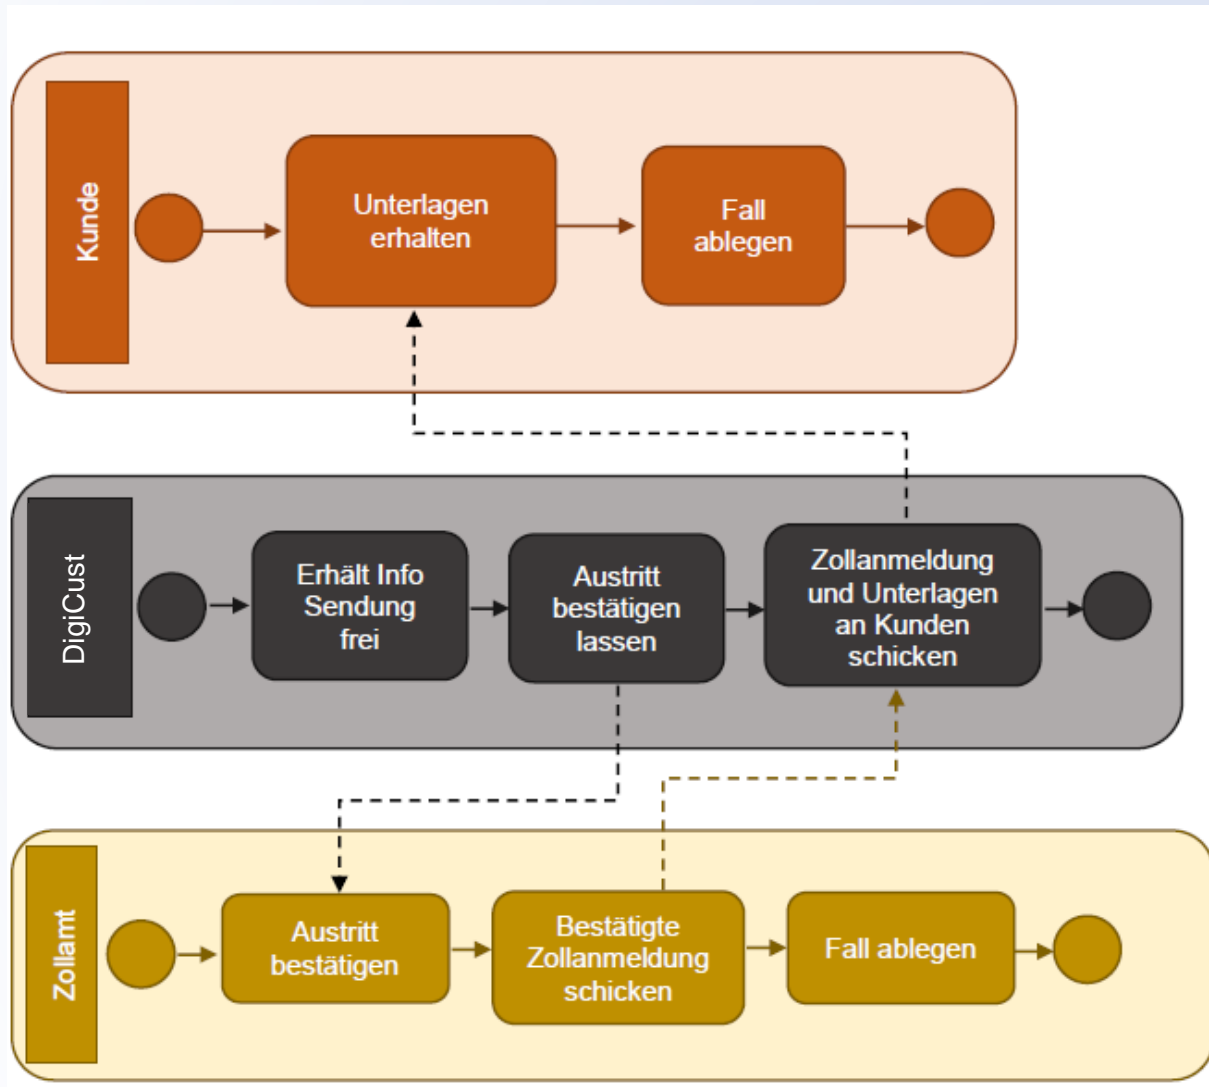 Kunde
Unterlagen
erhalten
Fall
ablegen
DigiCust
Erhält Info
Sendung
frei
Austritt
bestätigen
lassen
Zollanmeldung
und Unterlagen
an Kunden
schicken
Zollamt
Austritt
bestätigen
Bestätigte
Zollanmeldung
schicken
Fall ablegen